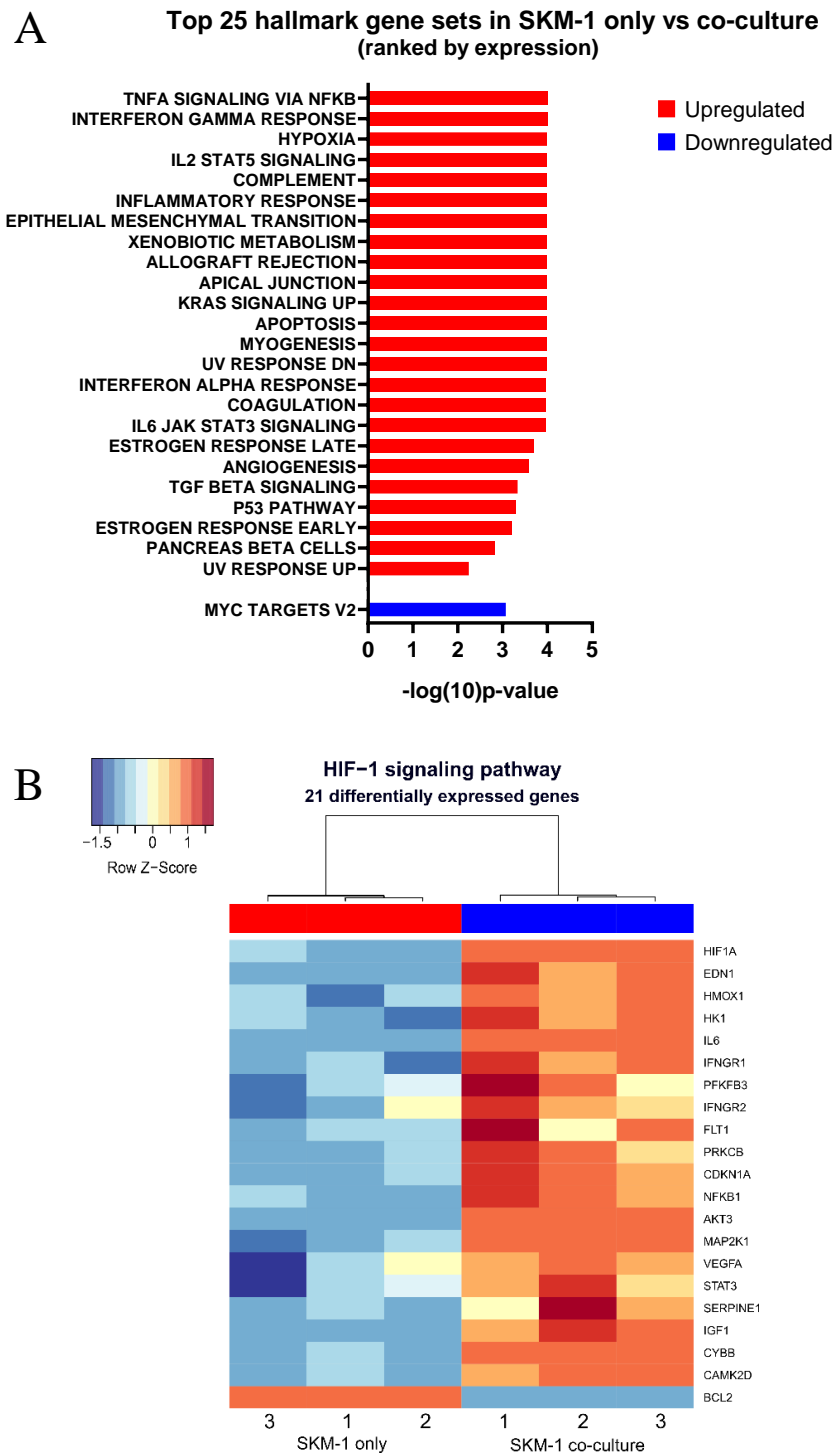 A
Top 25 hallmark gene sets in SKM-1 only vs co-culture
(ranked by expression)
TNFA SIGNALING VIA NFKB
INTERFERON GAMMA RESPONSE
HYPOXIA
IL2 STAT5 SIGNALING
COMPLEMENT
INFLAMMATORY RESPONSE
EPITHELIAL MESENCHYMAL TRANSITION
XENOBIOTIC METABOLISM
ALLOGRAFT REJECTION
APICAL JUNCTION
KRAS SIGNALING UP
APOPTOSIS
MYOGENESIS
UV RESPONSE DN
INTERFERON ALPHA RESPONSE
COAGULATION
IL6 JAK STAT3 SIGNALING
ESTROGEN RESPONSE LATE
ANGIOGENESIS
TGF BETA SIGNALING
P53 PATHWAY
ESTROGEN RESPONSE EARLY
PANCREAS BETA CELLS
UV RESPONSE UP
MYC TARGETS V2
Upregulated
Downregulated
0 1 2 3 4 5
-log(10)p-value
B
−1.5 0 1
Row Z−Score
HIF−1 signaling pathway
21 differentially expressed genes
HIF1A
EDN1
HMOX1
HK1
IL6
IFNGR1
PFKFB3
IFNGR2
FLT1
PRKCB
CDKN1A
NFKB1
AKT3
MAP2K1
VEGFA
STAT3
SERPINE1
IGF1
CYBB
CAMK2D
BCL2
3 1 2 1 2 3
SKM-1 only SKM-1 co-culture